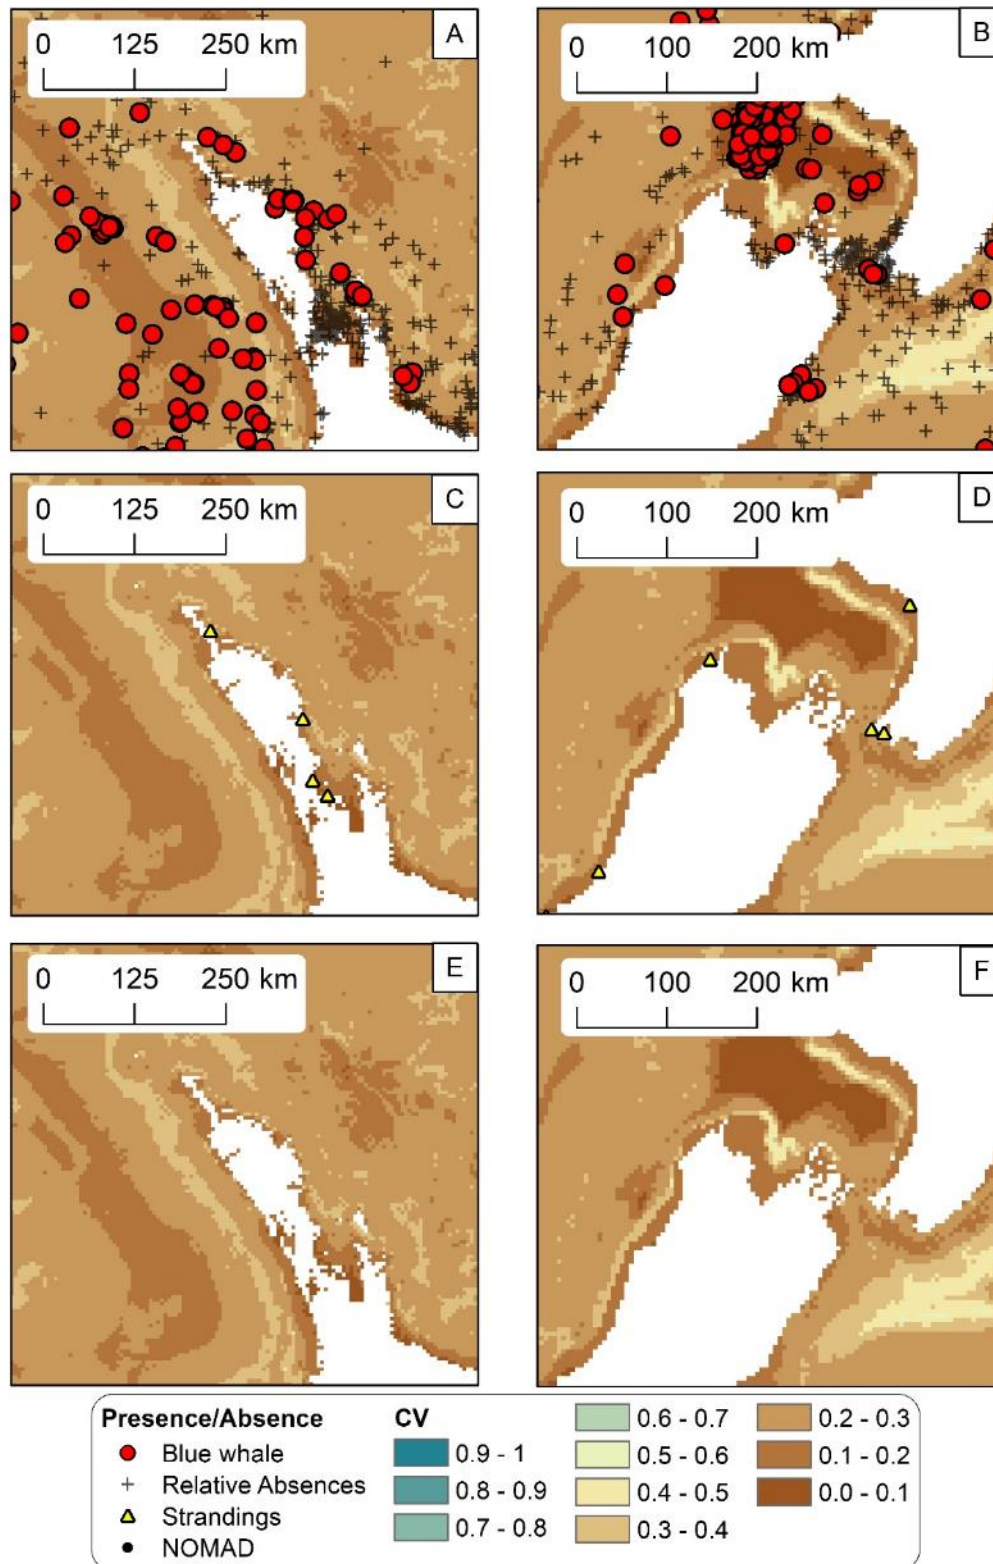 0 125 250 km A
0 100 200 km B
0 125 250 km C
0 100 200 km D
0 125 250 km E
0 100 200 km F
Presence/Absence
Blue whale
Relative Absences
Strandings
NOMAD
CV
0.9 - 1
0.8 - 0.9
0.7 - 0.8
0.6 - 0.7
0.5 - 0.6
0.4 - 0.5
0.3 - 0.4
0.2 - 0.3
0.1 - 0.2
0.0 - 0.1